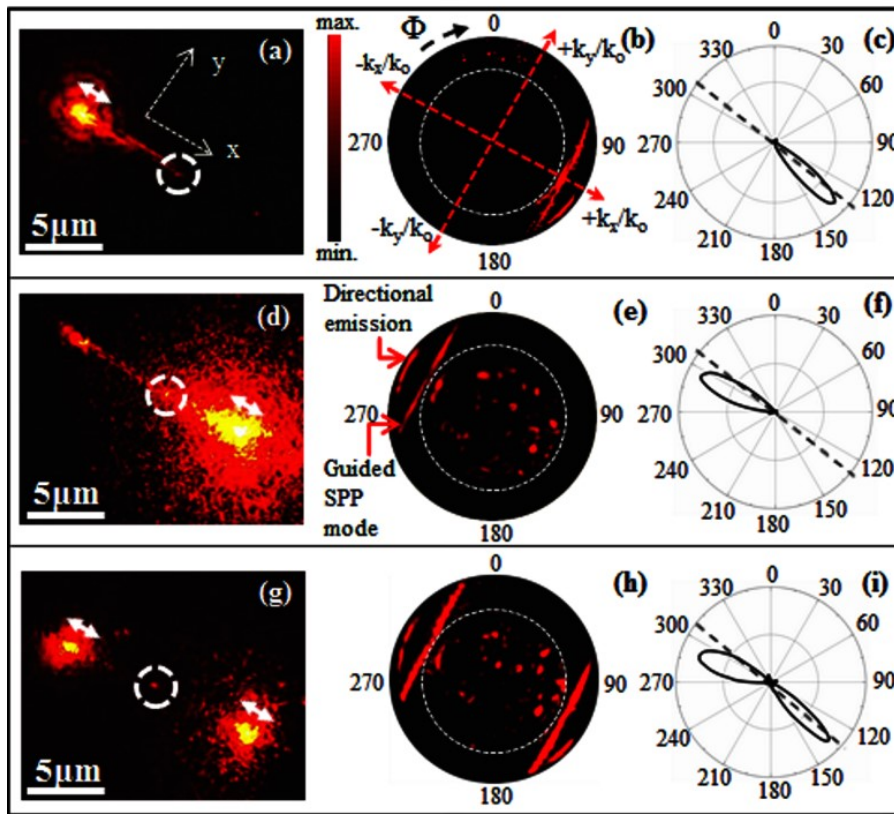 (a)
y
x
5μm
max.
min.
Φ
0
(b)
-kx/ko
+ky/ko
270
90
-ky/ko
+kx/ko
180
(c)
0
330
30
300
60
270
90
240
120
210
150
180
(d)
5μm
Directional
emission
Guided
SPP
mode
0
(e)
270
90
180
(f)
0
330
30
300
60
270
90
240
120
210
150
180
(g)
5μm
0
(h)
270
90
180
(i)
0
330
30
300
60
270
90
240
120
210
150
180